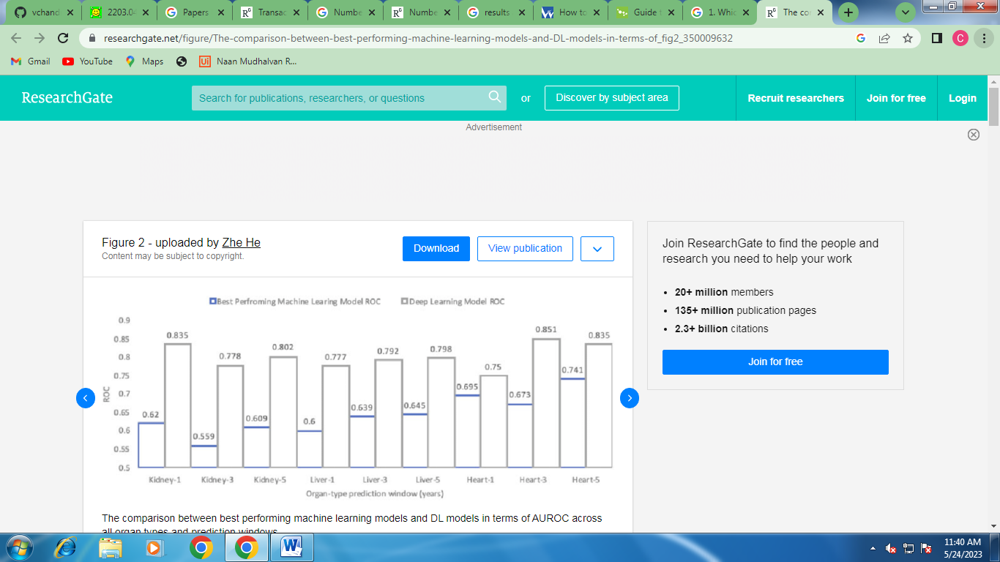 vchand 2203.04 Papers Transac Numbe Numbe results How to Guide t 1. Whic The co
researchgate.net/figure/The-comparison-between-best-performing-machine-learning-models-and-DL-models-in-terms-of_fig2_350009632
C
Gmail YouTube Maps Ui Naan Mudhalvan R...
ResearchGate Search for publications, researchers, or questions or Discover by subject area Recruit researchers Join for free Login
Advertisement
Figure 2 - uploaded by Zhe He
Content may be subject to copyright.
Download View publication
Best Perfroming Machine Learing Model ROC Deep Learning Model ROC
0.9
0.85
0.8
0.75
0.7
0.65
0.6
0.55
0.5
ROC
0.62 0.835 0.559 0.778 0.609 0.802 0.6 0.777 0.639 0.792 0.645 0.798 0.695 0.75 0.673 0.851 0.741 0.835
Kidney-1 Kidney-3 Kidney-5 Liver-1 Liver-3 Liver-5 Heart-1 Heart-3 Heart-5
Organ-type prediction window (years)
The comparison between best performing machine learning models and DL models in terms of AUROC across
all organ types and prediction windows
Join ResearchGate to find the people and
research you need to help your work
• 20+ million members
• 135+ million publication pages
• 2.3+ billion citations
Join for free
11:40 AM
5/24/2023